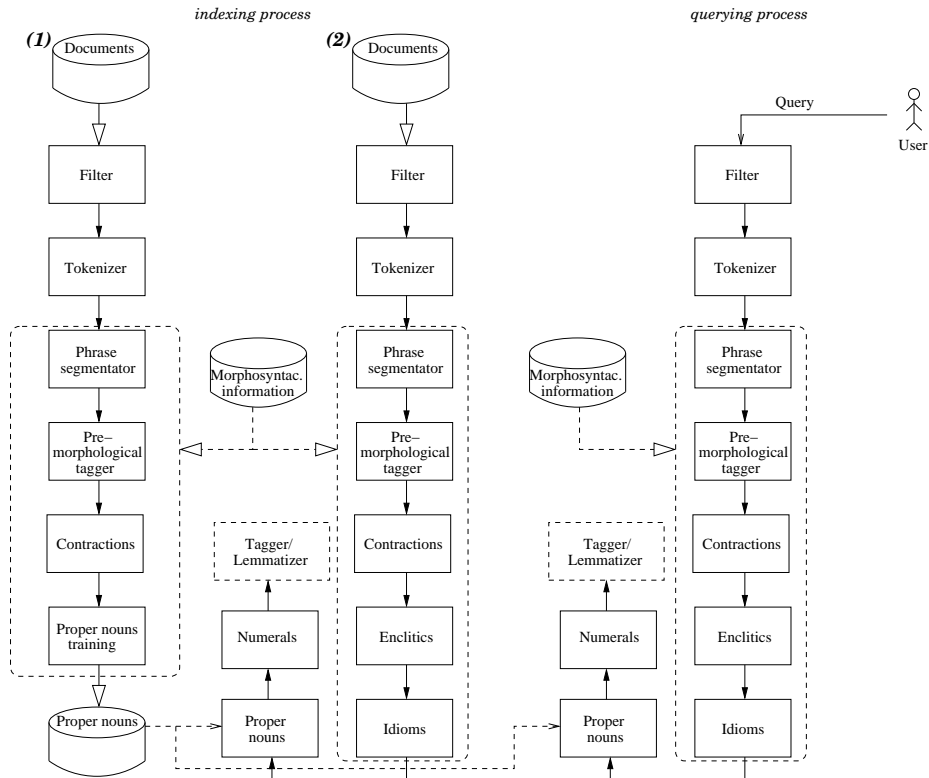 indexing process
querying process
(1)
Documents
(2)
Documents
Query
User
Filter
Filter
Filter
Tokenizer
Tokenizer
Tokenizer
Phrase
segmentator
Morphosyntac.
information
Phrase
segmentator
Morphosyntac.
information
Phrase
segmentator
Pre–
morphological
tagger
Pre–
morphological
tagger
Pre–
morphological
tagger
Contractions
Tagger/
Lemmatizer
Contractions
Tagger/
Lemmatizer
Contractions
Proper nouns
training
Numerals
Enclitics
Numerals
Enclitics
Proper nouns
Proper
nouns
Idioms
Proper
nouns
Idioms